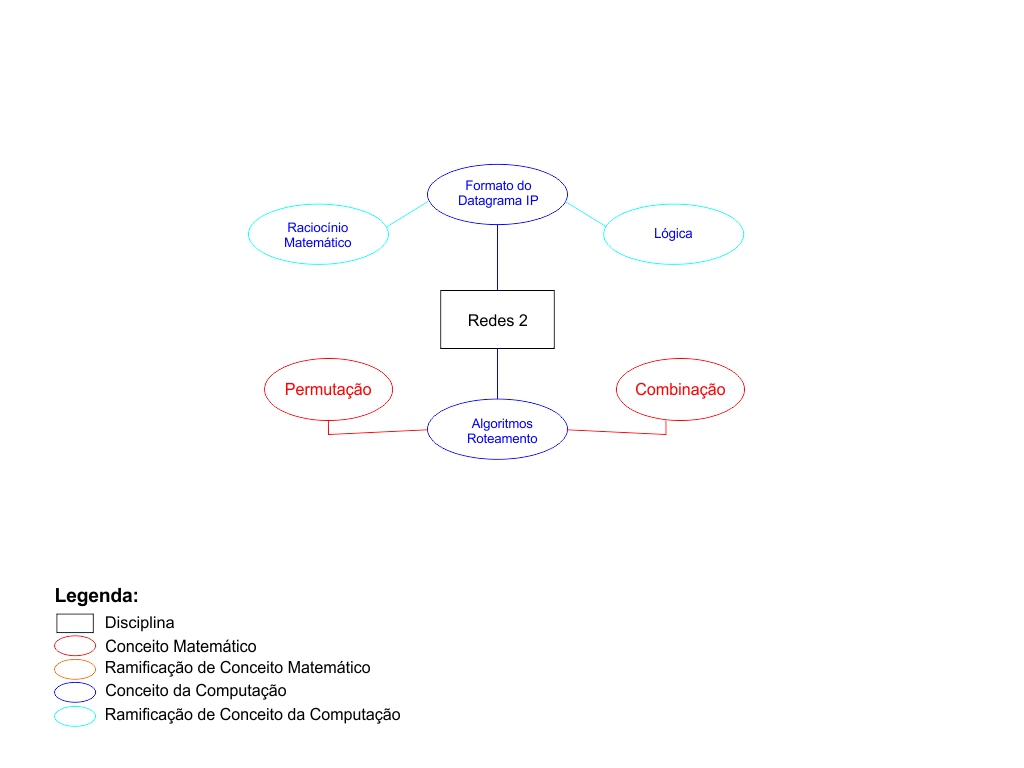 Formato do
Datagrama IP
Raciocínio
Matemático
Lógica
Redes 2
Permutação
Combinação
Algoritmos
Roteamento
Legenda:
Disciplina
Conceito Matemático
Ramificação de Conceito Matemático
Conceito da Computação
Ramificação de Conceito da Computação